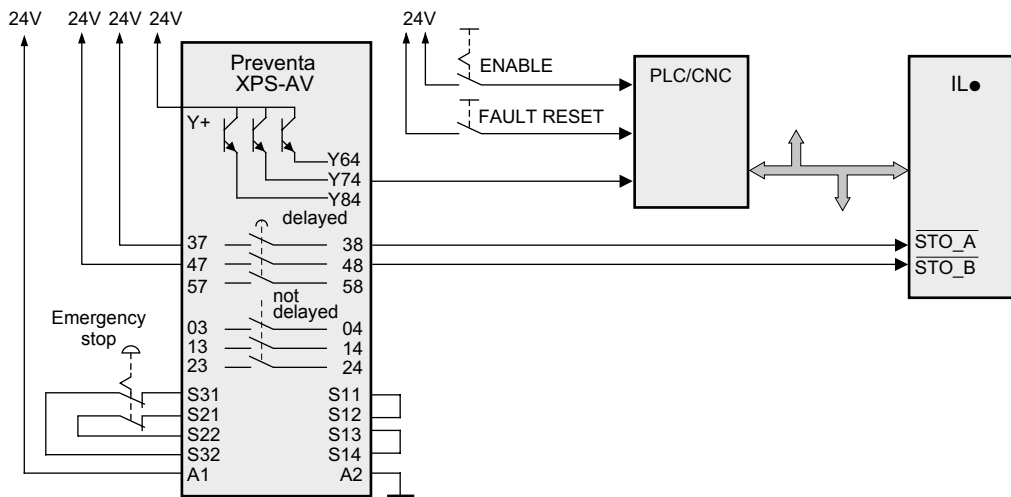 24V 24V 24V 24V
24V
Preventa
XPS-AV
Y+
Y64
Y74
Y84
delayed
37 38
47 48
57 58
not
delayed
03 04
13 14
23 24
Emergency
stop
S31 S11
S21 S12
S22 S13
S32 S14
A1 A2
ENABLE
FAULT RESET
PLC/CNC
IL●
STO_A
STO_B